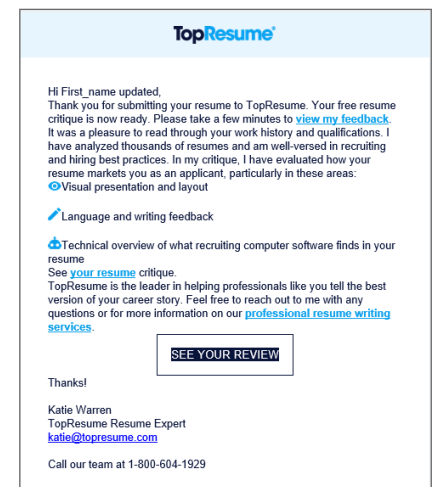 TopResume
Hi First_name updated,
Thank you for submitting your resume to TopResume. Your free resume
critique is now ready. Please take a few minutes to view my feedback.
It was a pleasure to read through your work history and qualifications. I
have analyzed thousands of resumes and am well-versed in recruiting
and hiring best practices. In my critique, I have evaluated how your
resume markets you as an applicant, particularly in these areas:
Visual presentation and layout
Language and writing feedback
Technical overview of what recruiting computer software finds in your
resume
See your resume critique.
TopResume is the leader in helping professionals like you tell the best
version of your career story. Feel free to reach out to me with any
questions or for more information on our professional resume writing
services.
SEE YOUR REVIEW
Thanks!
Katie Warren
TopResume Resume Expert
katie@topresume.com
Call our team at 1-800-604-1929